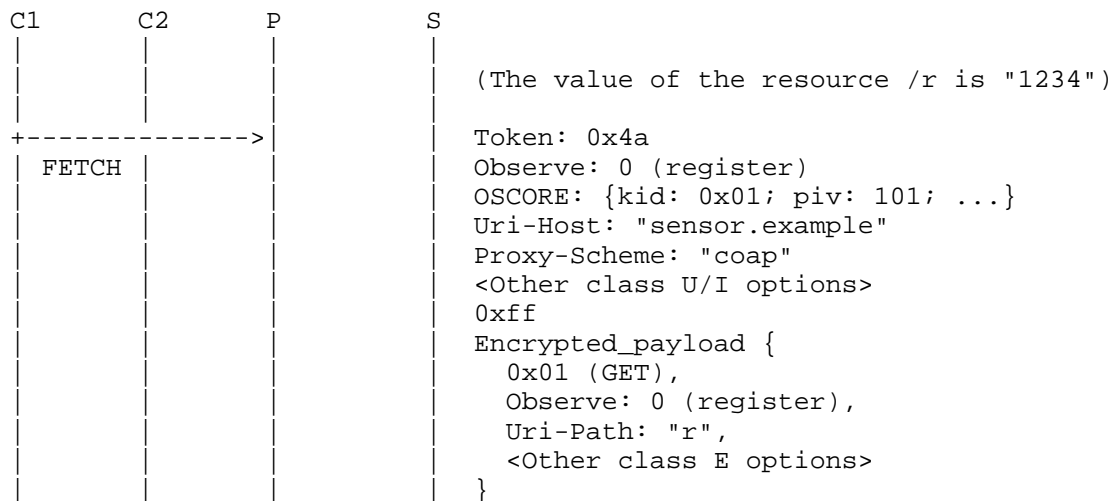 C1 C2 P S
(The value of the resource /r is "1234")
Token: 0x4a
FETCH Observe: 0 (register)
OSCORE: {kid: 0x01; piv: 101; ...}
Uri-Host: "sensor.example"
Proxy-Scheme: "coap"
<Other class U/I options>
0xff
Encrypted_payload {
0x01 (GET),
Observe: 0 (register),
Uri-Path: "r",
<Other class E options>
}